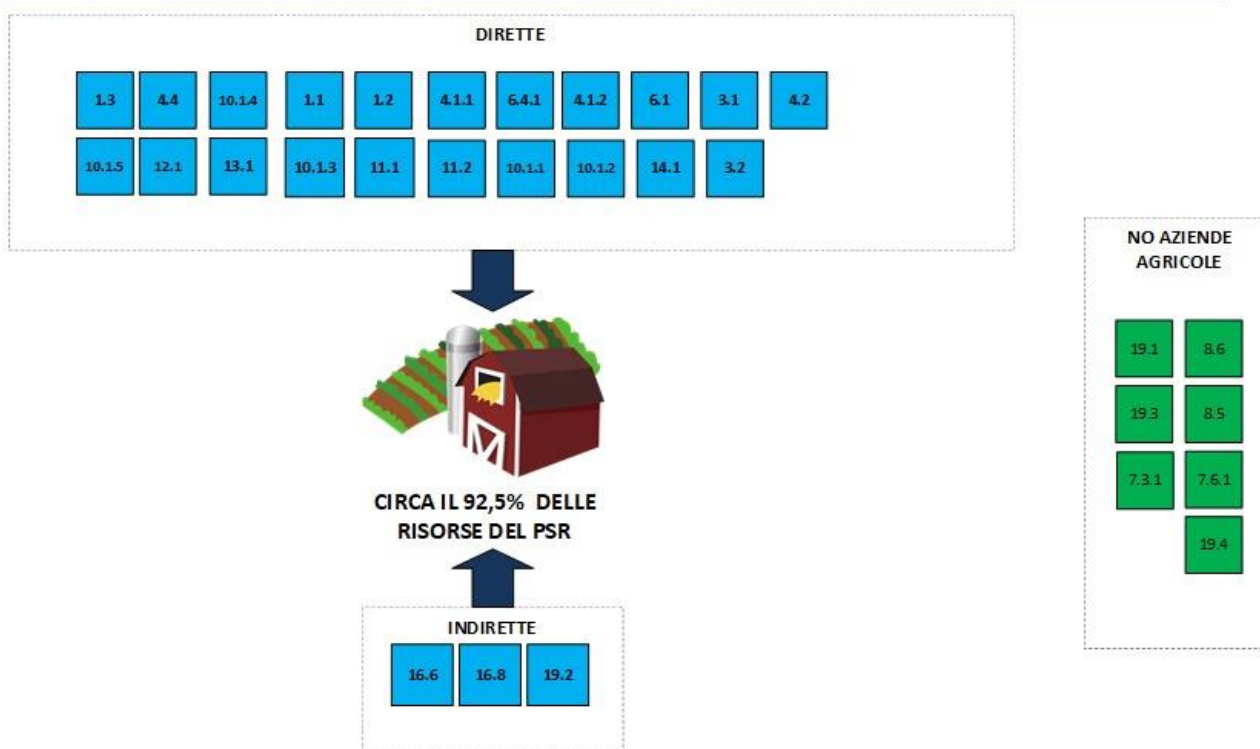 DIRETTE
1.3 4.4 10.1.4 1.1 1.2 4.1.1 6.4.1 4.1.2 6.1 3.1 4.2
10.1.5 12.1 13.1 10.1.3 11.1 11.2 10.1.1 10.1.2 14.1 3.2
CIRCA IL 92,5% DELLE
RISORSE DEL PSR
INDIRETTE
16.6 16.8 19.2
NO AZIENDE
AGRICOLE
19.1 8.6
19.3 8.5
7.3.1 7.6.1
19.4